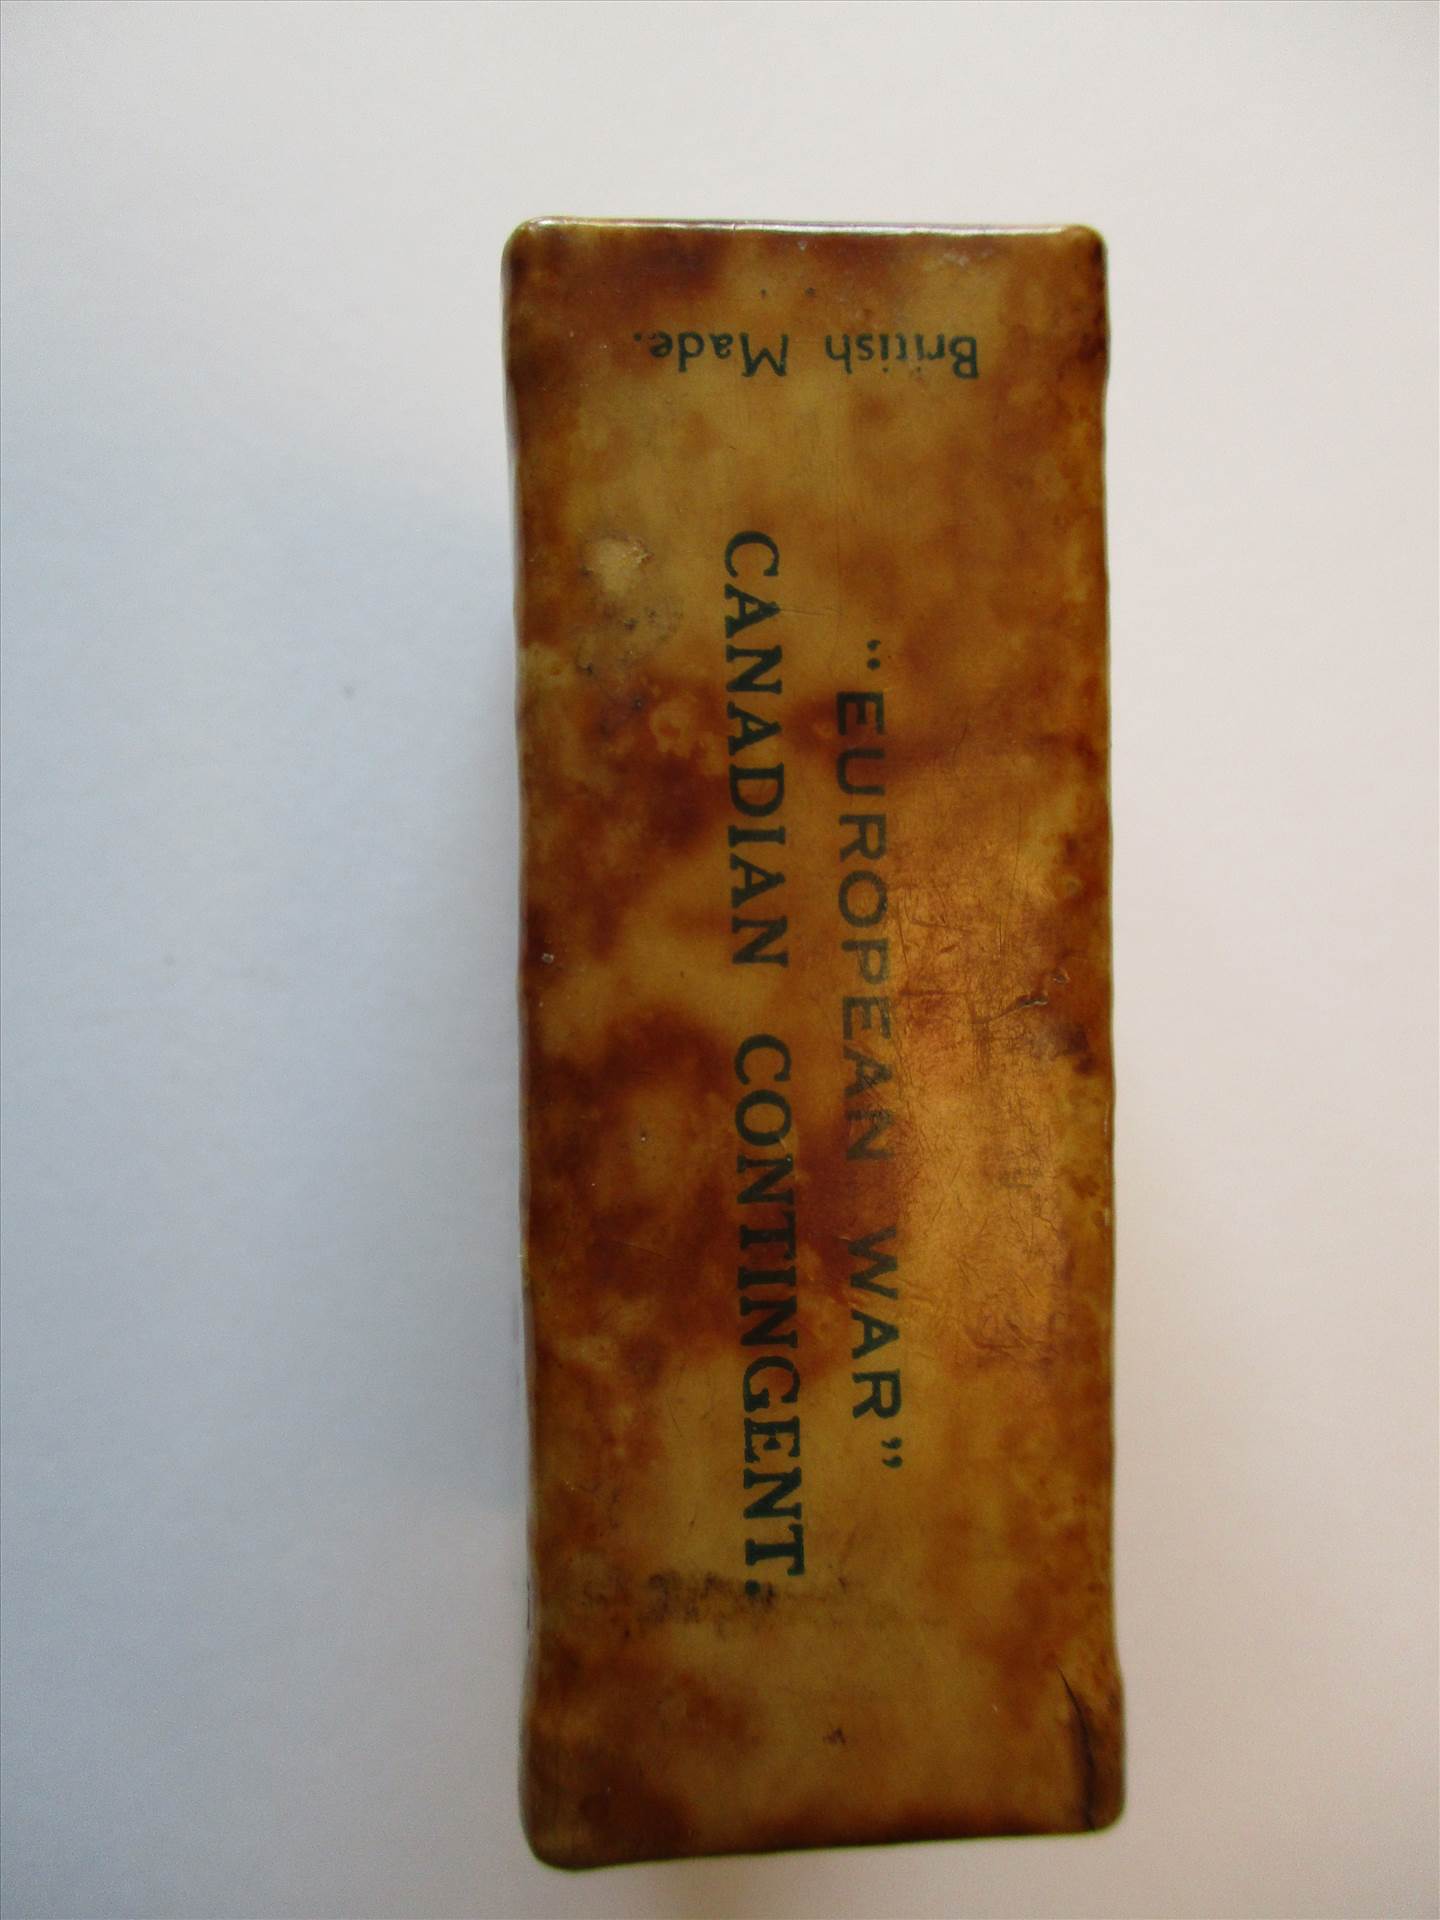 British Made.
“EUROPEAN WAR”
CANADIAN CONTINGENT.